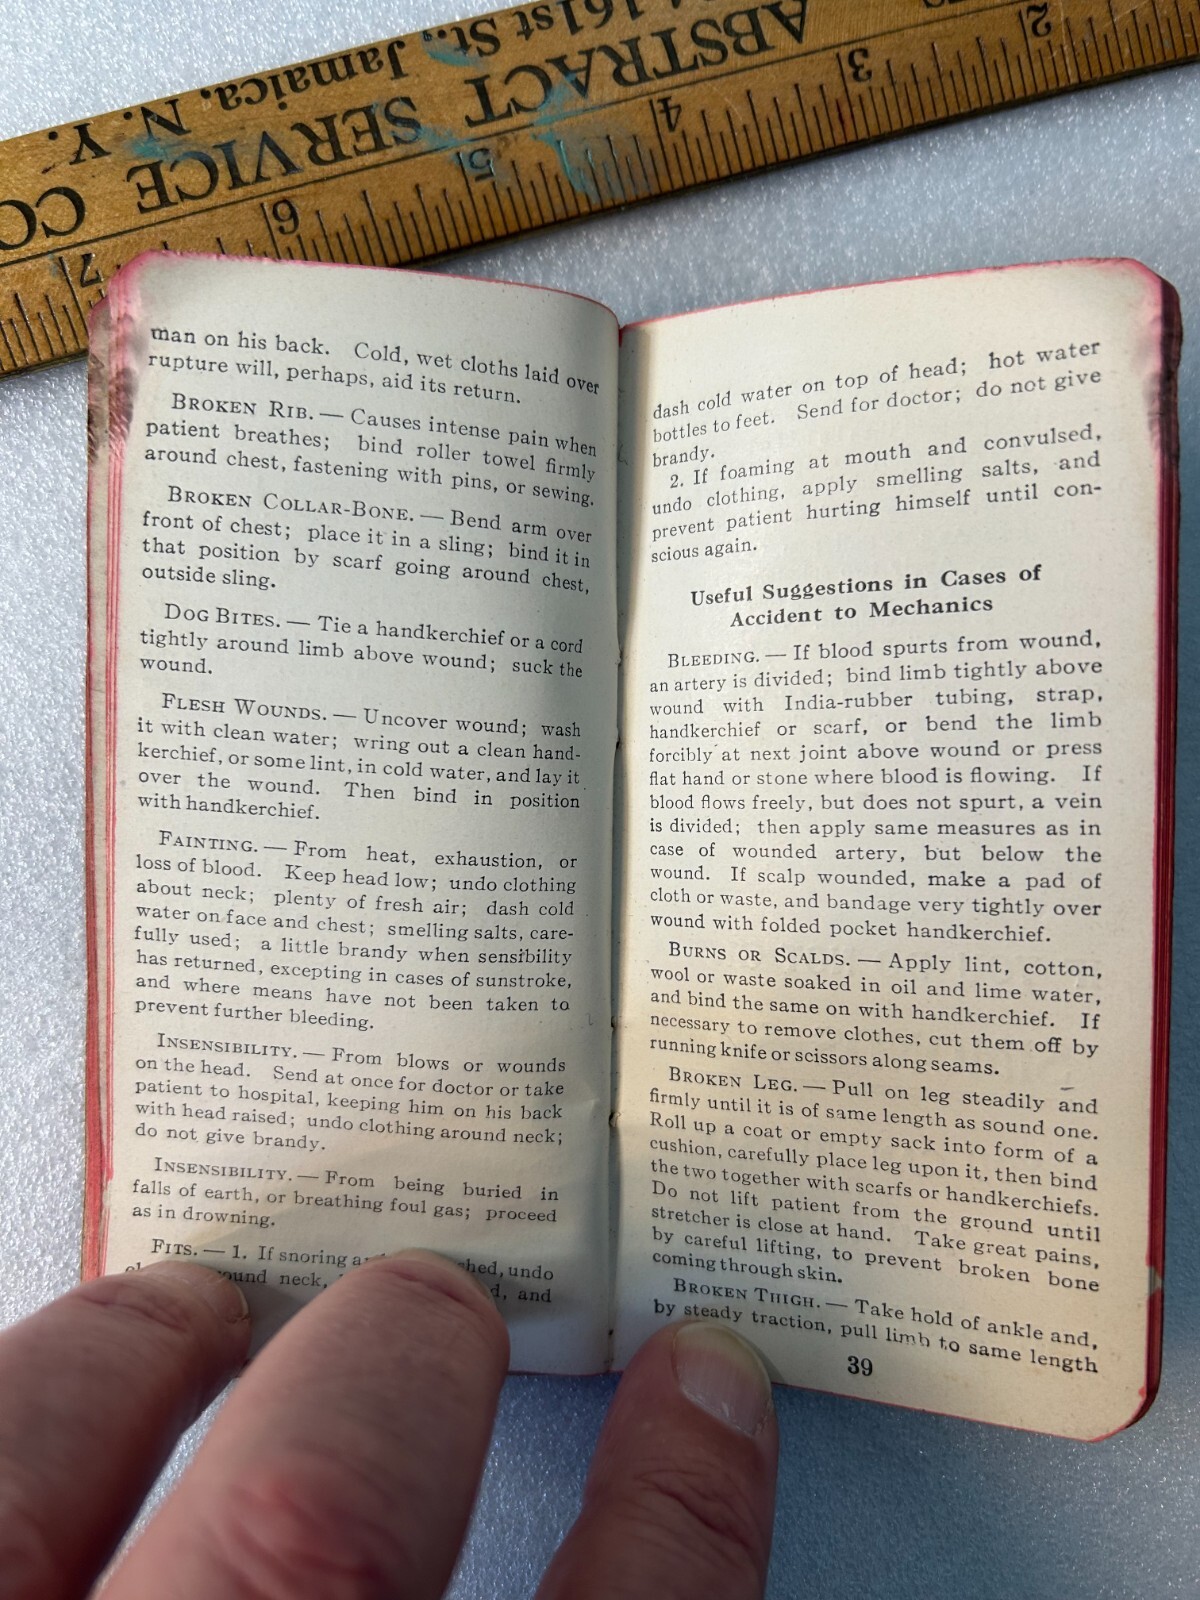 161st St., Jamaica, N. Y.
ABSTRACT SERVICE CO
2 3 4 5 6 7
man on his back. Cold, wet cloths laid over
rupture will, perhaps, aid its return.
BROKEN RIB. — Causes intense pain when
patient breathes; bind roller towel firmly
around chest, fastening with pins, or sewing.
BROKEN COLLAR-BONE. — Bend arm over
front of chest; place it in a sling; bind it in
that position by scarf going around chest,
outside sling.
DOG BITES. — Tie a handkerchief or a cord
tightly around limb above wound; suck the
wound.
FLESH WOUNDS. — Uncover wound; wash
it with clean water; wring out a clean hand-
kerchief, or some lint, in cold water, and lay it
over the wound. Then bind in position
with handkerchief.
FAINTING. — From heat, exhaustion, or
loss of blood. Keep head low; undo clothing
about neck; plenty of fresh air; dash cold
water on face and chest; smelling salts, care-
fully used; a little brandy when sensibility
has returned, excepting in cases of sunstroke,
and where means have not been taken to
prevent further bleeding.
INSENSIBILITY. — From blows or wounds
on the head. Send at once for doctor or take
patient to hospital, keeping him on his back
with head raised; undo clothing around neck;
do not give brandy.
INSENSIBILITY. — From being buried in
falls of earth, or breathing foul gas; proceed
as in drowning.
FITS. — 1. If snoring undo
neck, and
dash cold water on top of head; hot water
bottles to feet. Send for doctor; do not give
brandy.
2. If foaming at mouth and convulsed,
undo clothing, apply smelling salts, and
prevent patient hurting himself until con-
scious again.
Useful Suggestions in Cases of
Accident to Mechanics
BLEEDING. — If blood spurts from wound,
an artery is divided; bind limb tightly above
wound with India-rubber tubing, strap,
handkerchief or scarf, or bend the limb
forcibly at next joint above wound or press
flat hand or stone where blood is flowing. If
blood flows freely, but does not spurt, a vein
is divided; then apply same measures as in
case of wounded artery, but below the
wound. If scalp wounded, make a pad of
cloth or waste, and bandage very tightly over
wound with folded pocket handkerchief.
BURNS OR SCALDS. — Apply lint, cotton,
wool or waste soaked in oil and lime water,
and bind the same on with handkerchief. If
necessary to remove clothes, cut them off by
running knife or scissors along seams.
BROKEN LEG. — Pull on leg steadily and
firmly until it is of same length as sound one.
Roll up a coat or empty sack into form of a
cushion, carefully place leg upon it, then bind
the two together with scarfs or handkerchiefs.
Do not lift patient from the ground until
stretcher is close at hand. Take great pains,
by careful lifting, to prevent broken bone
coming through skin.
BROKEN THIGH. — Take hold of ankle and,
by steady traction, pull limb to same length
39